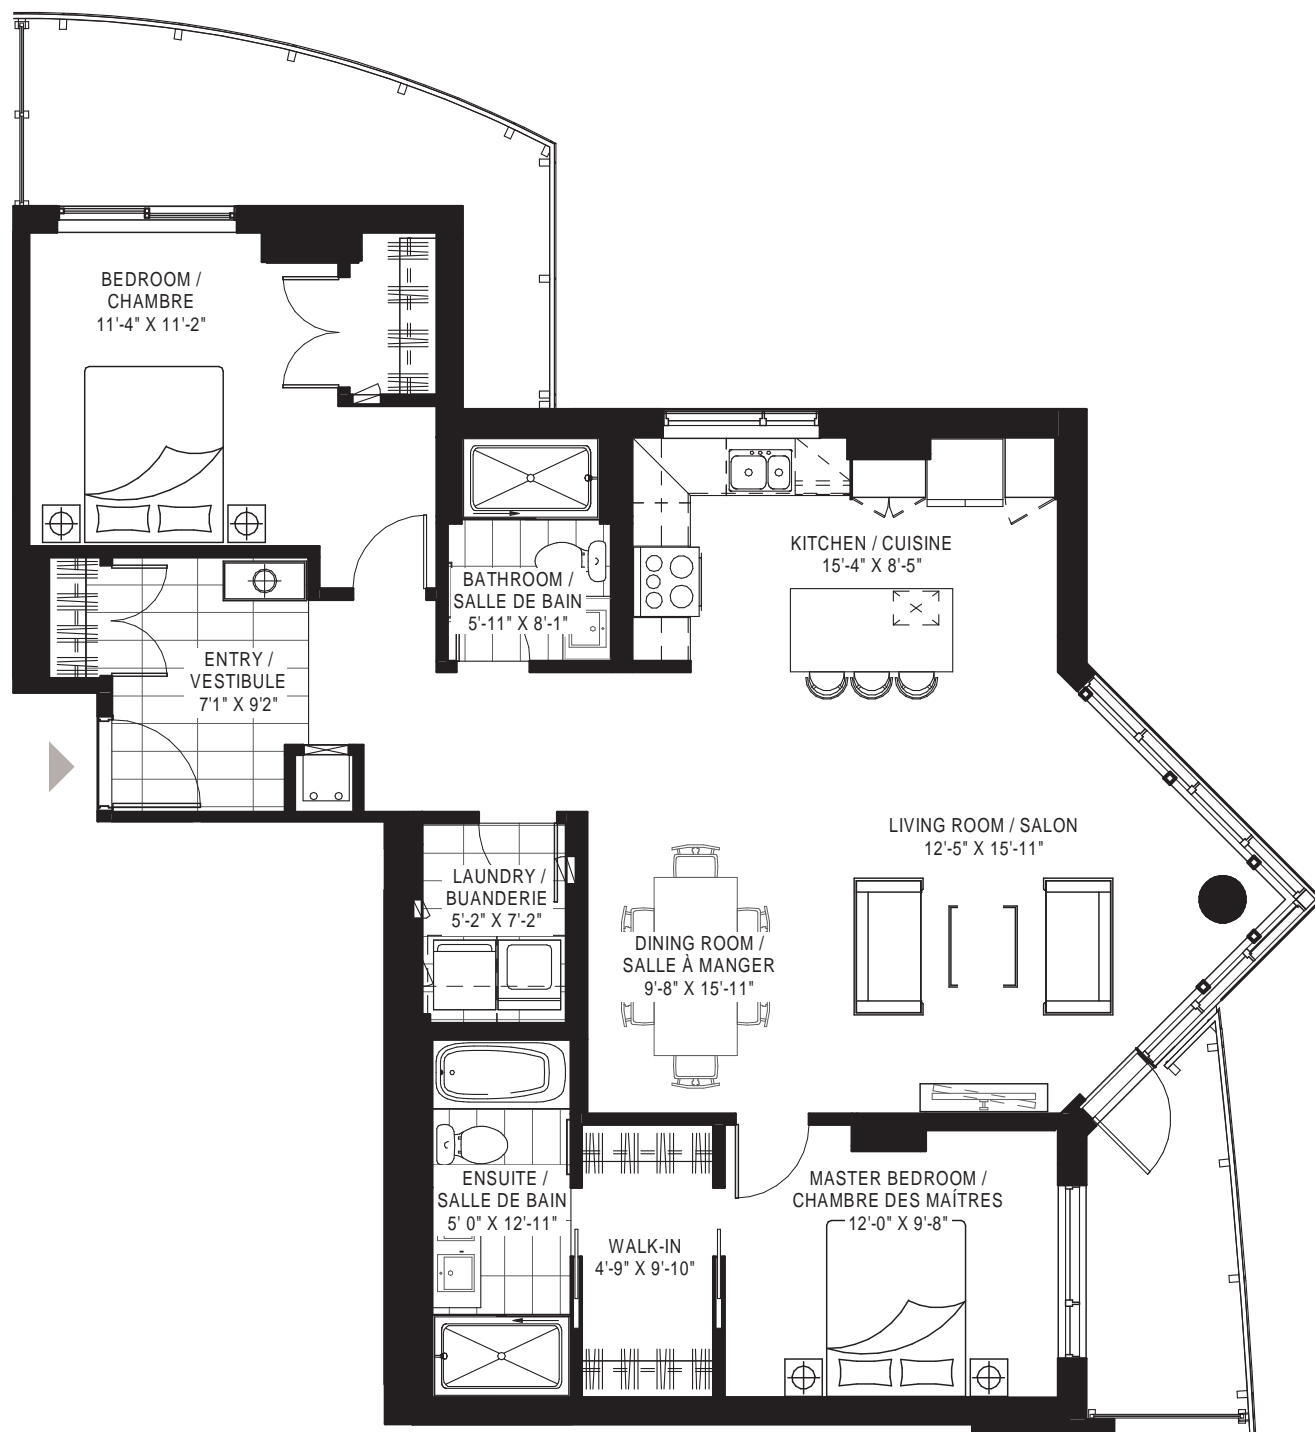 BEDROOM /
CHAMBRE
11'-4" X 11'-2"
KITCHEN / CUISINE
15'-4" X 8'-5"
BATHROOM /
SALLE DE BAIN
5'-11" X 8'-1"
X
ENTRY /
VESTIBULE
7'1" X 9'2"
LIVING ROOM / SALON
12'-5" X 15'-11"
LAUNDRY /
BUANDERIE
5'-2" X 7'-2"
DINING ROOM /
SALLE À MANGER
9'-8" X 15'-11"
ENSUITE /
SALLE DE BAIN
5' 0" X 12'-11"
MASTER BEDROOM /
CHAMBRE DES MAÍTRES
12'-0" X 9'-8"
WALK-IN
4'-9" X 9'-10"